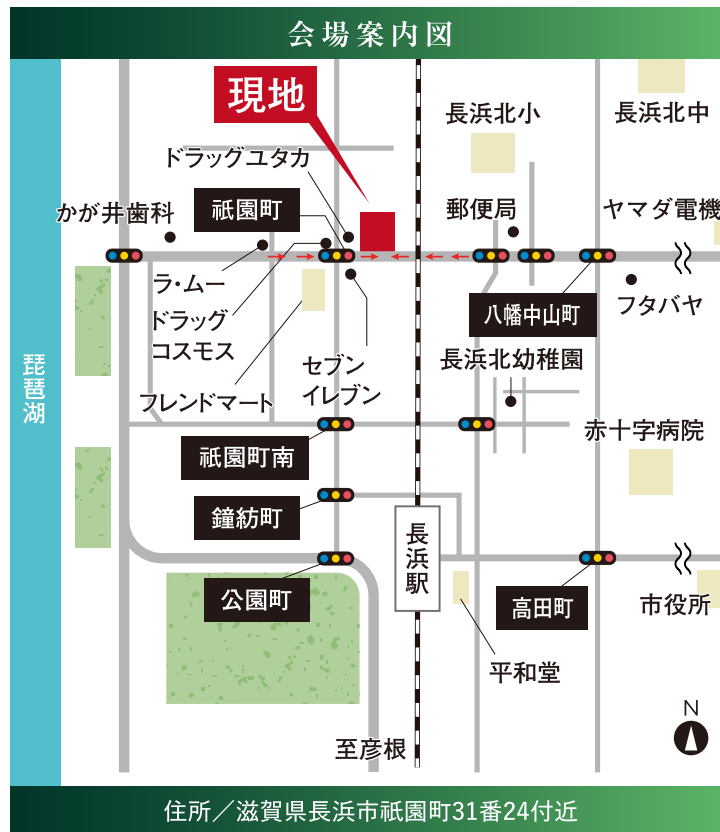 会場案内図
現地
長浜北小
長浜北中
ドラッグユタカ
かが井歯科
祇園町
郵便局
ヤマダ電機
ラ・ムー
ドラッグ
コスモス
八幡中山町
フタバヤ
琵琶湖
フレンドマート
セブン
イレブン
長浜北幼稚園
赤十字病院
祇園町南
鐘紡町
長浜駅
公園町
高田町
市役所
平和堂
至彦根
N
住所／滋賀県長浜市祇園町31番24付近